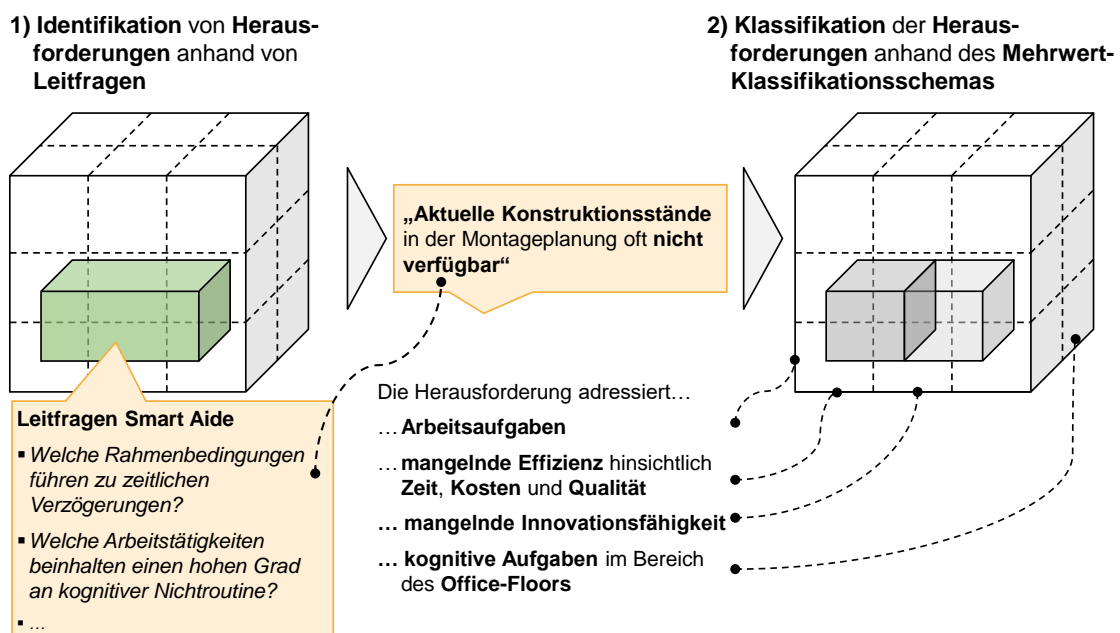 1) Identifikation von Heraus-
forderungen anhand von
Leitfragen
2) Klassifikation der Heraus-
forderungen anhand des Mehrwert-
Klassifikationsschemas
„Aktuelle Konstruktionsstände
in der Montageplanung oft nicht
verfügbar“
Leitfragen Smart Aide
▪ Welche Rahmenbedingungen
führen zu zeitlichen
Verzögerungen?
▪ Welche Arbeitstätigkeiten
beinhalten einen hohen Grad
an kognitiver Nichtroutine?
▪ ...
Die Herausforderung adressiert…
… Arbeitsaufgaben
… mangelnde Effizienz hinsichtlich
Zeit, Kosten und Qualität
… mangelnde Innovationsfähigkeit
… kognitive Aufgaben im Bereich
des Office-Floors